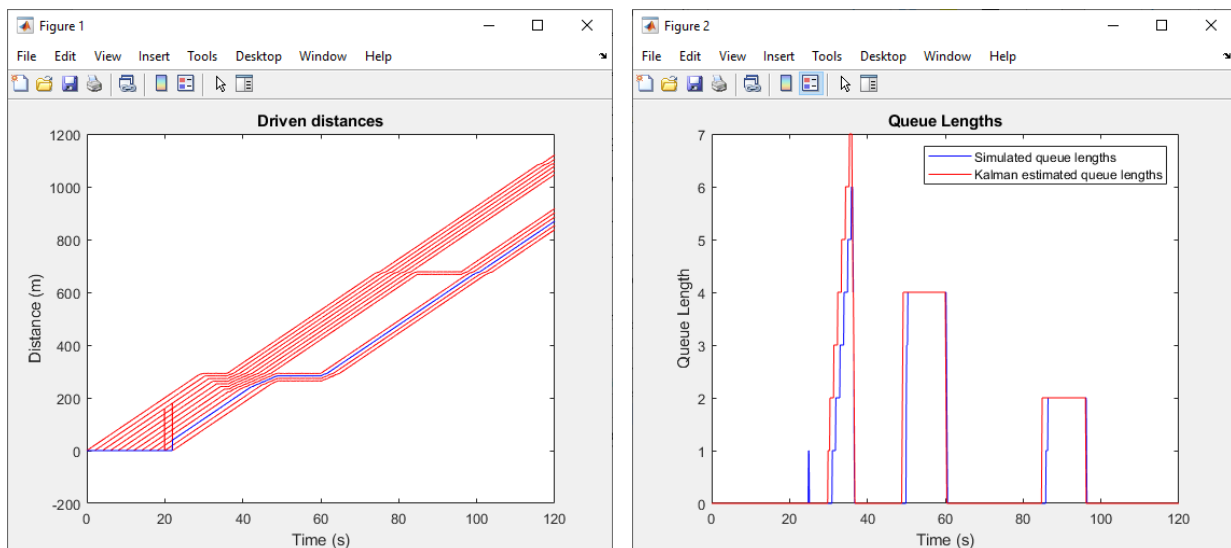 Figure 1
File Edit View Insert Tools Desktop Window Help
Driven distances
1200
1000
800
600
400
200
0
-200
Distance (m)
0 20 40 60 80 100 120
Time (s)
Figure 2
File Edit View Insert Tools Desktop Window Help
Queue Lengths
7
6
5
4
3
2
1
0
Queue Length
Simulated queue lengths
Kalman estimated queue lengths
0 20 40 60 80 100 120
Time (s)